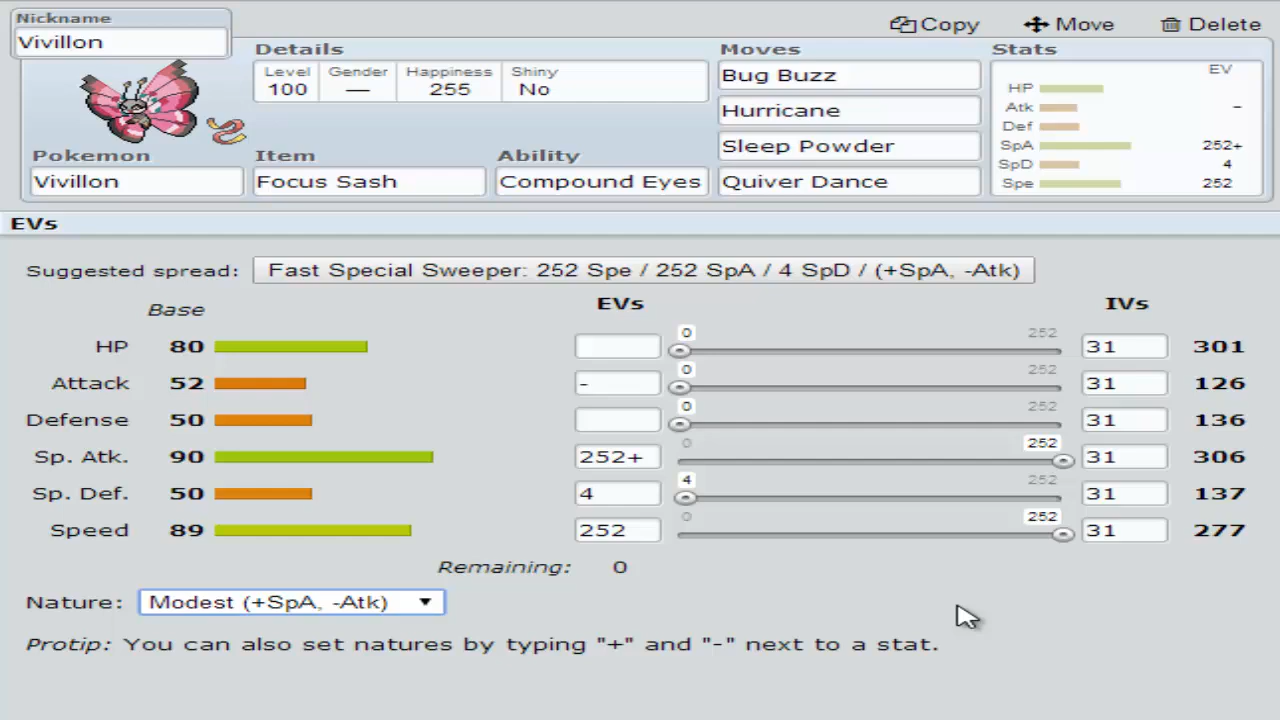 Nickname
Vivillon
Copy Move Delete
Details
Level Gender Happiness Shiny
100 — 255 No
Moves
Bug Buzz
Hurricane
Sleep Powder
Quiver Dance
Stats
EV
HP
Atk -
Def
SpA 252+
SpD 4
Spe 252
Pokemon Item Ability
Vivillon Focus Sash Compound Eyes
EVs
Suggested spread: Fast Special Sweeper: 252 Spe / 252 SpA / 4 SpD / (+SpA, -Atk)
Base EVs IVs
0 252
HP 80 31 301
0 252
Attack 52 - 31 126
0 252
Defense 50 31 136
0 252
Sp. Atk. 90 252+ 31 306
4 252
Sp. Def. 50 4 31 137
0 252
Speed 89 252 31 277
Remaining: 0
Nature: Modest (+SpA, -Atk)
Protip: You can also set natures by typing "+" and "-" next to a stat.